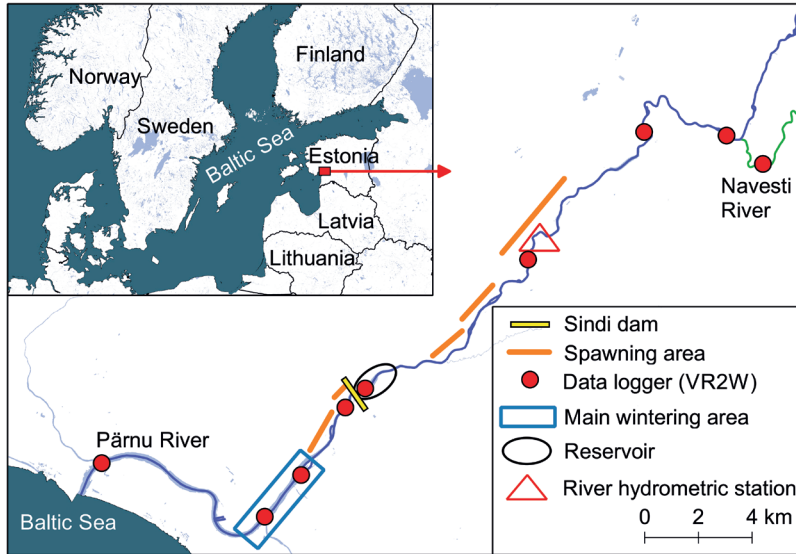 Norway
Finland
Sweden
Baltic Sea
Estonia
Latvia
Lithuania
Navesti
River
Pärnu River
Baltic Sea
Sindi dam
Spawning area
Data logger (VR2W)
Main wintering area
Reservoir
River hydrometric station
0 2 4 km